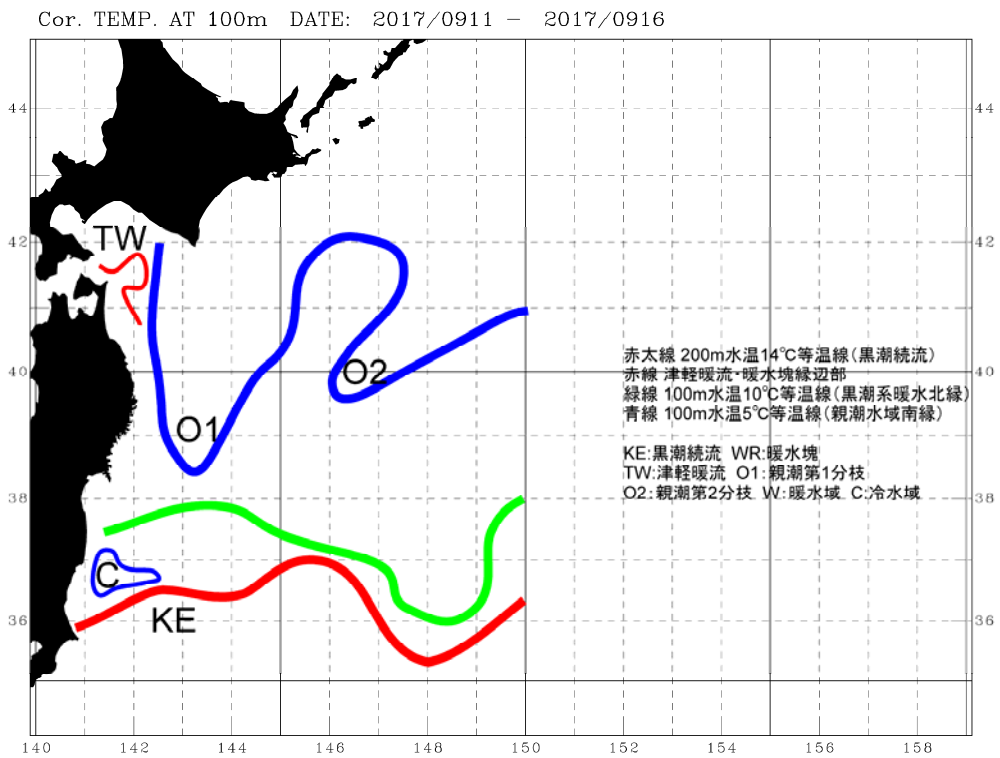 Cor. TEMP. AT 100m DATE: 2017/0911 - 2017/0916
44 44
TW
42 42
赤太線 200m水温14℃等温線(黒潮続流)
O2
40 40
赤線 津軽暖流・暖水塊縁辺部
緑線 100m水温10℃等温線(黒潮系暖水北縁)
青線 100m水温5℃等温線(親潮水域南縁)
O1
KE:黒潮続流 WR:暖水塊
TW:津軽暖流 O1:親潮第1分枝
O2:親潮第2分枝 W:暖水域 C:冷水域
38 38
C
KE
36 36
140 142 144 146 148 150 152 154 156 158